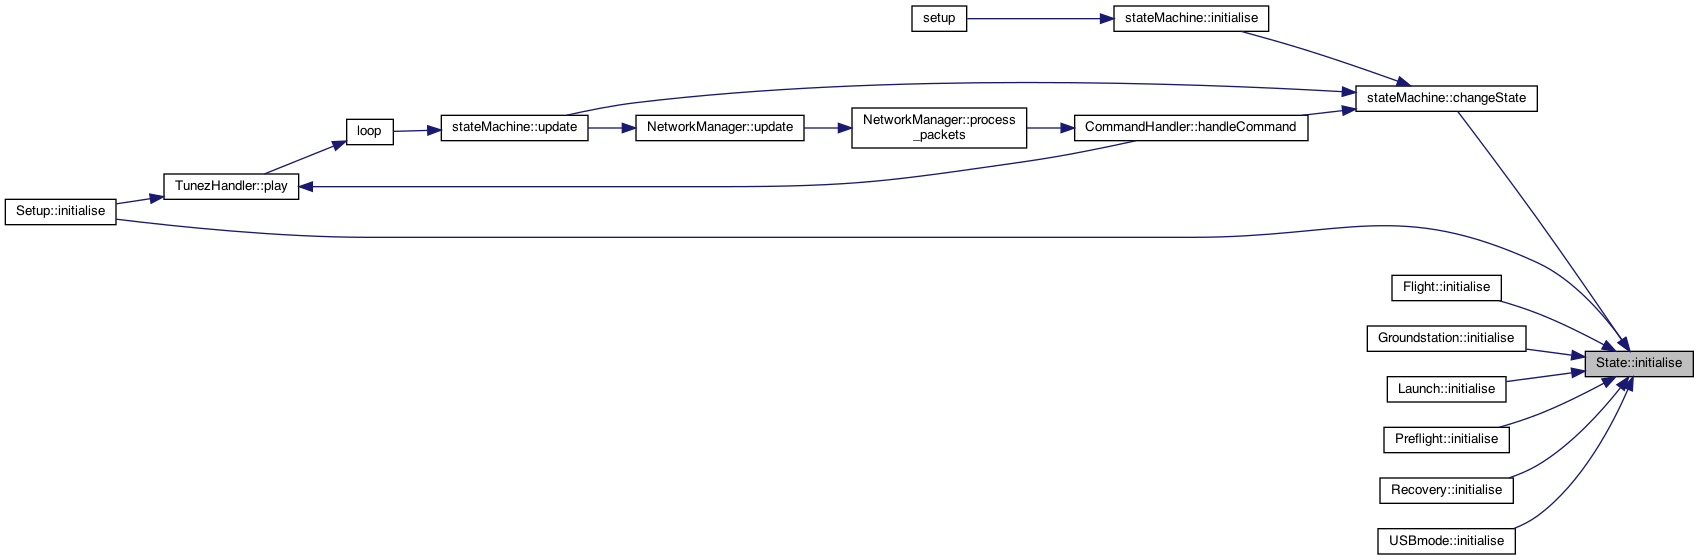 setup
stateMachine::initialise
stateMachine::changeState
loop
stateMachine::update
NetworkManager::update
NetworkManager::process
_packets
CommandHandler::handleCommand
TunezHandler::play
Setup::initialise
Flight::initialise
Groundstation::initialise
State::initialise
Launch::initialise
Preflight::initialise
Recovery::initialise
USBmode::initialise